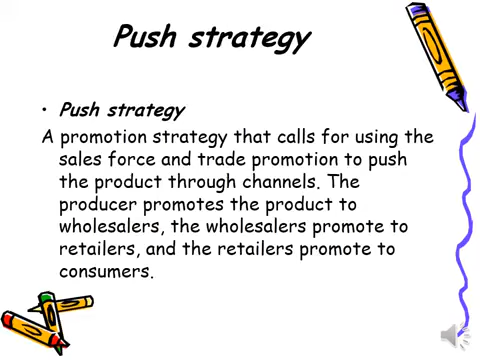 Push strategy
• Push strategy
A promotion strategy that calls for using the
sales force and trade promotion to push
the product through channels. The
producer promotes the product to
wholesalers, the wholesalers promote to
retailers, and the retailers promote to
consumers.